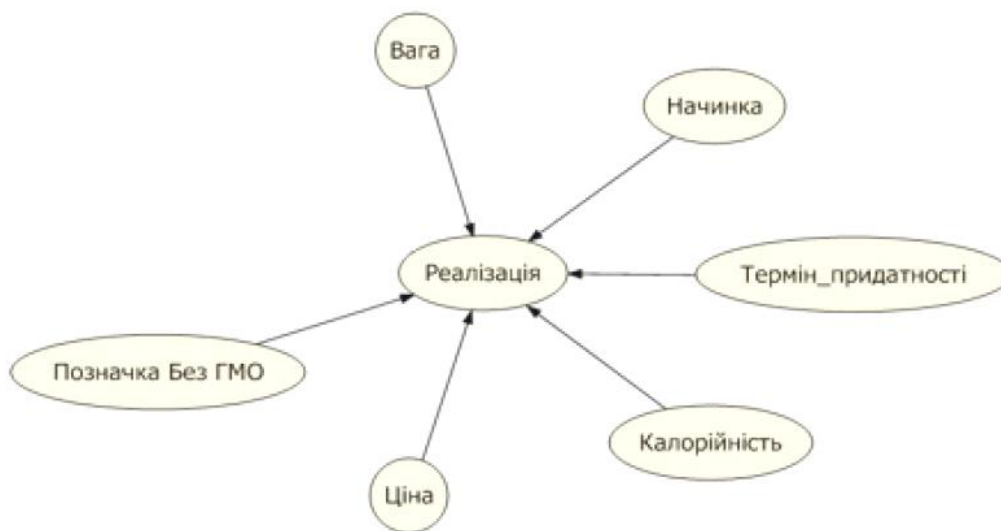 Вага
Начинка
Реалізація
Термін_придатності
Позначка Без ГМО
Калорійність
Ціна